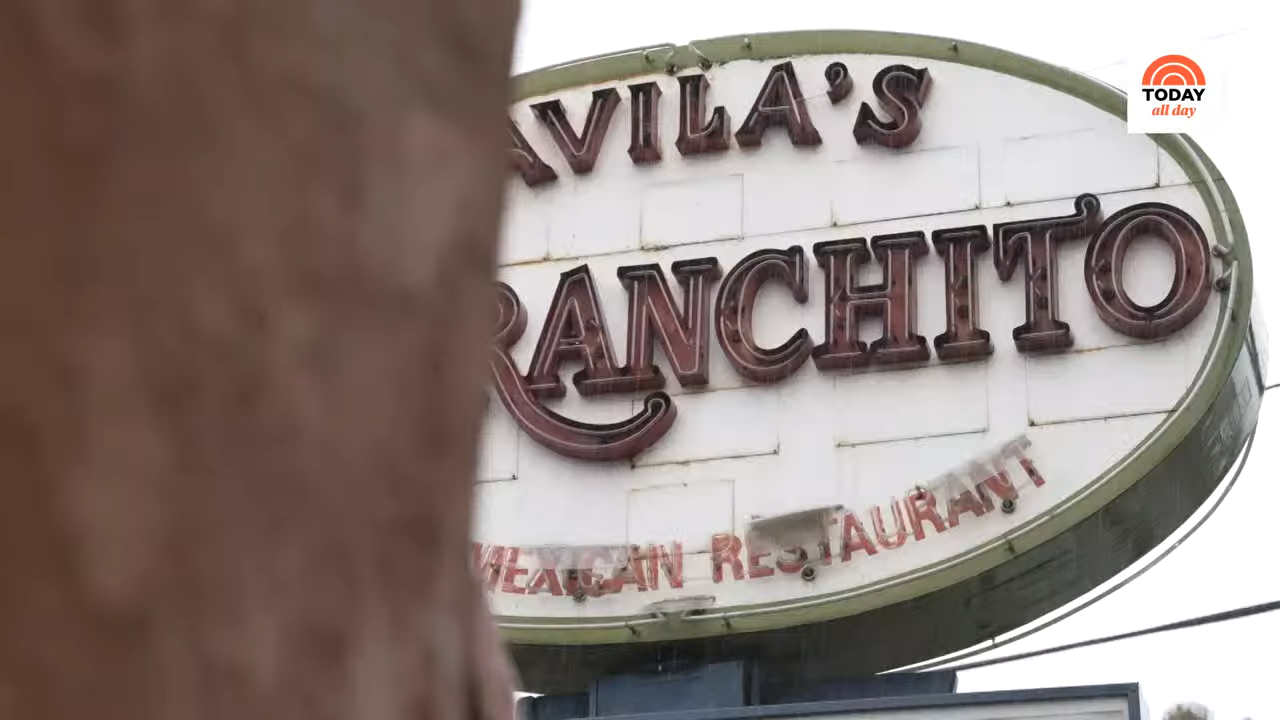 AVILA'S
RANCHITO
MEXICAN RESTAURANT
TODAY
all day